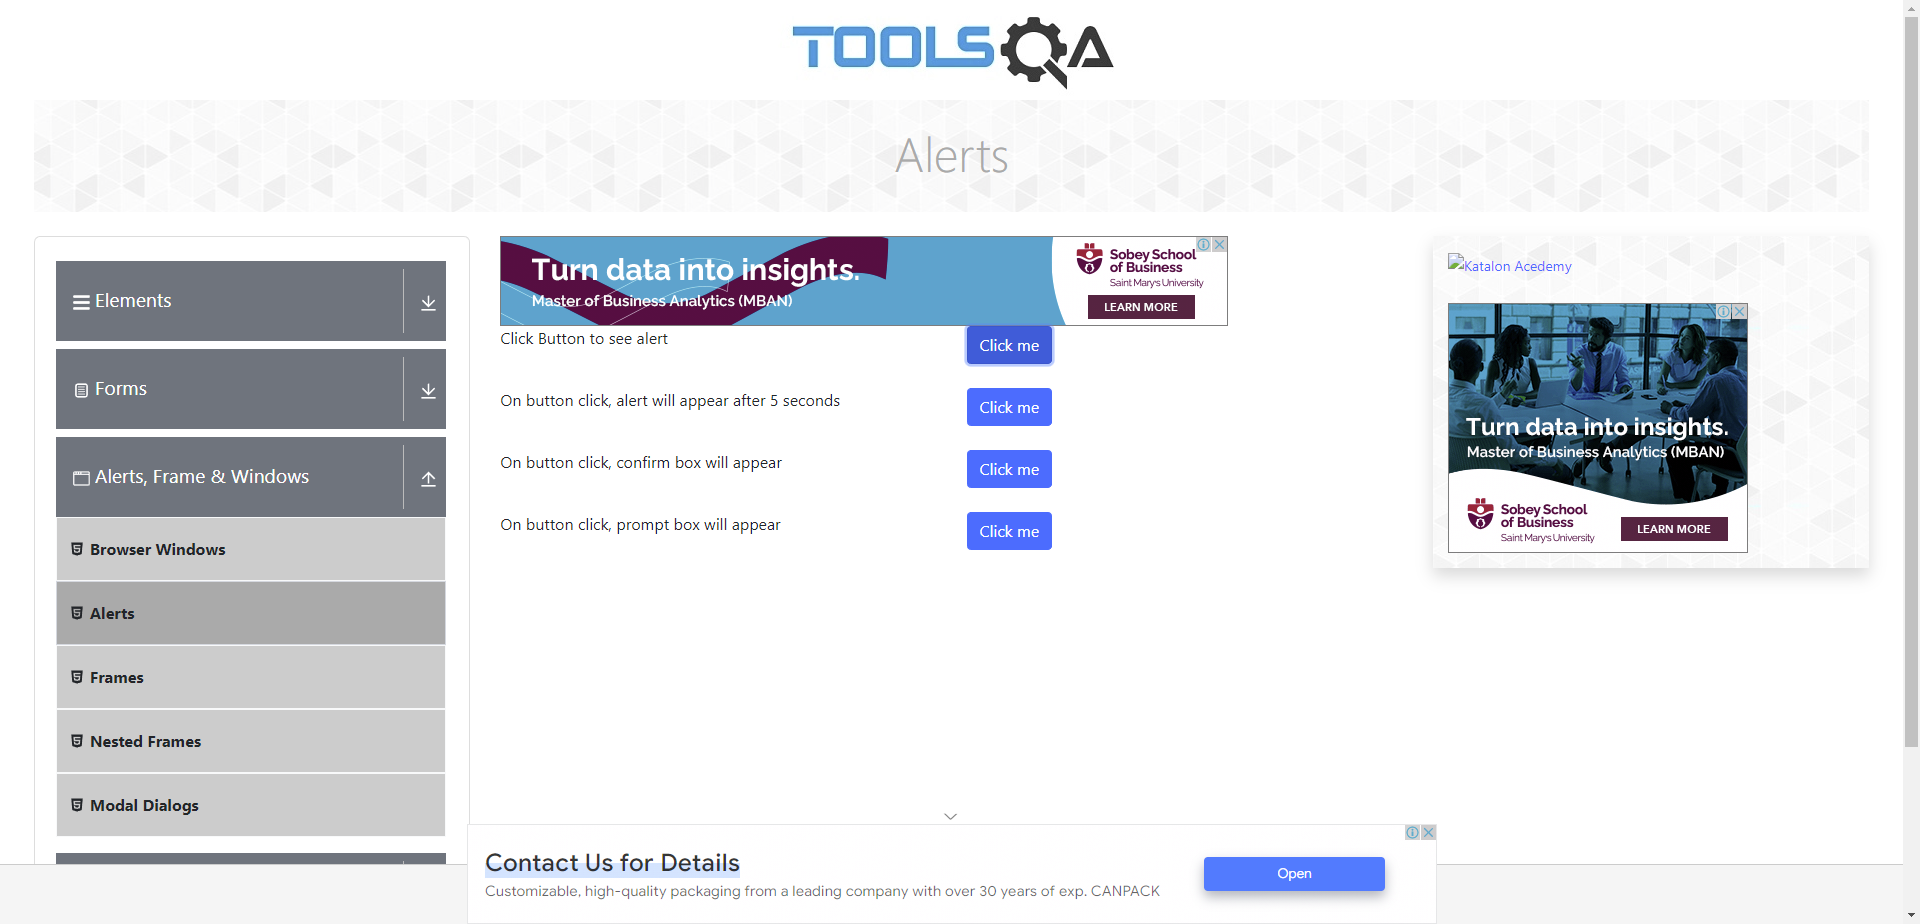 TOOLSQA
Alerts
Elements
Forms
Alerts, Frame & Windows
Browser Windows
Alerts
Frames
Nested Frames
Modal Dialogs
Turn data into insights.
Master of Business Analytics (MBAN)
Sobey School
of Business
Saint Mary's University
LEARN MORE
Click Button to see alert
Click me
On button click, alert will appear after 5 seconds
Click me
On button click, confirm box will appear
Click me
On button click, prompt box will appear
Click me
Katalon Acedemy
Turn data into insights.
Master of Business Analytics (MBAN)
Sobey School
of Business
Saint Mary's University
LEARN MORE
Contact Us for Details
Customizable, high-quality packaging from a leading company with over 30 years of exp. CANPACK
Open